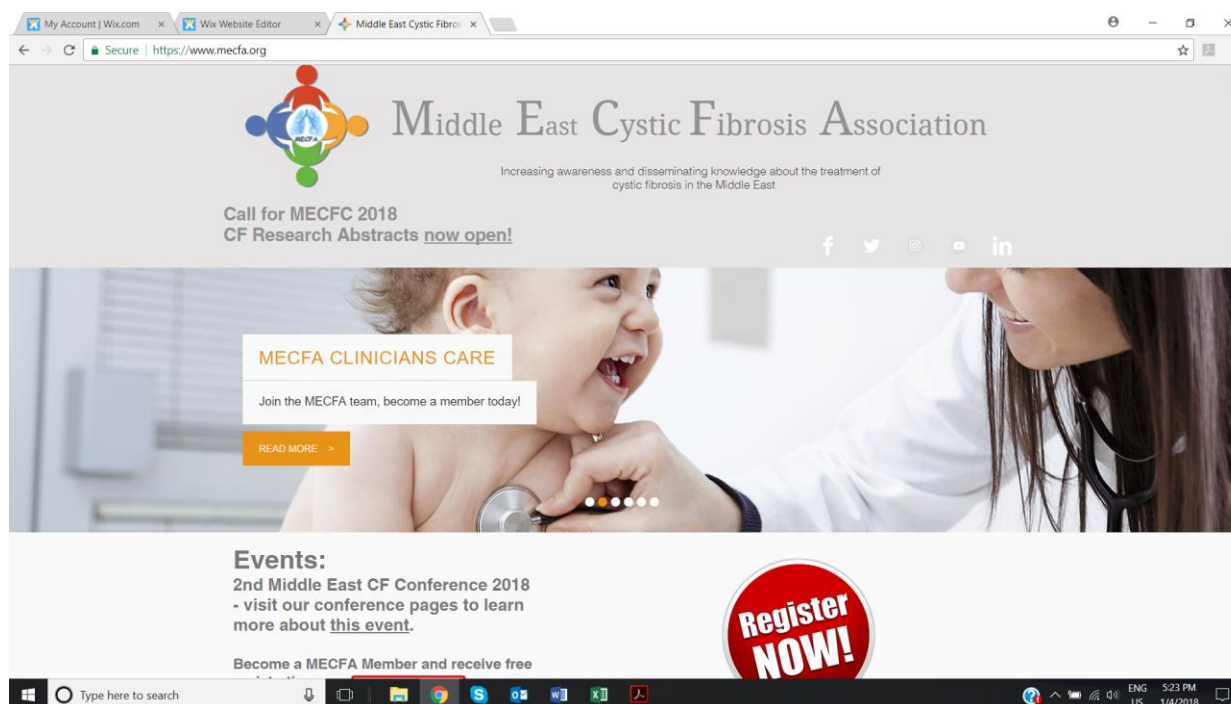 My Account | Wix.com
Wix Website Editor
Middle East Cystic Fibros
Secure | https://www.mecfa.org
MECFA
Middle East Cystic Fibrosis Association
Increasing awareness and disseminating knowledge about the treatment of
cystic fibrosis in the Middle East
Call for MECFC 2018
CF Research Abstracts now open!
MECFA CLINICIANS CARE
Join the MECFA team, become a member today!
READ MORE >
Events:
2nd Middle East CF Conference 2018
- visit our conference pages to learn
more about this event.
Register
NOW!
Become a MECFA Member and receive free
Type here to search
ENG
US
5:23 PM
1/4/2018